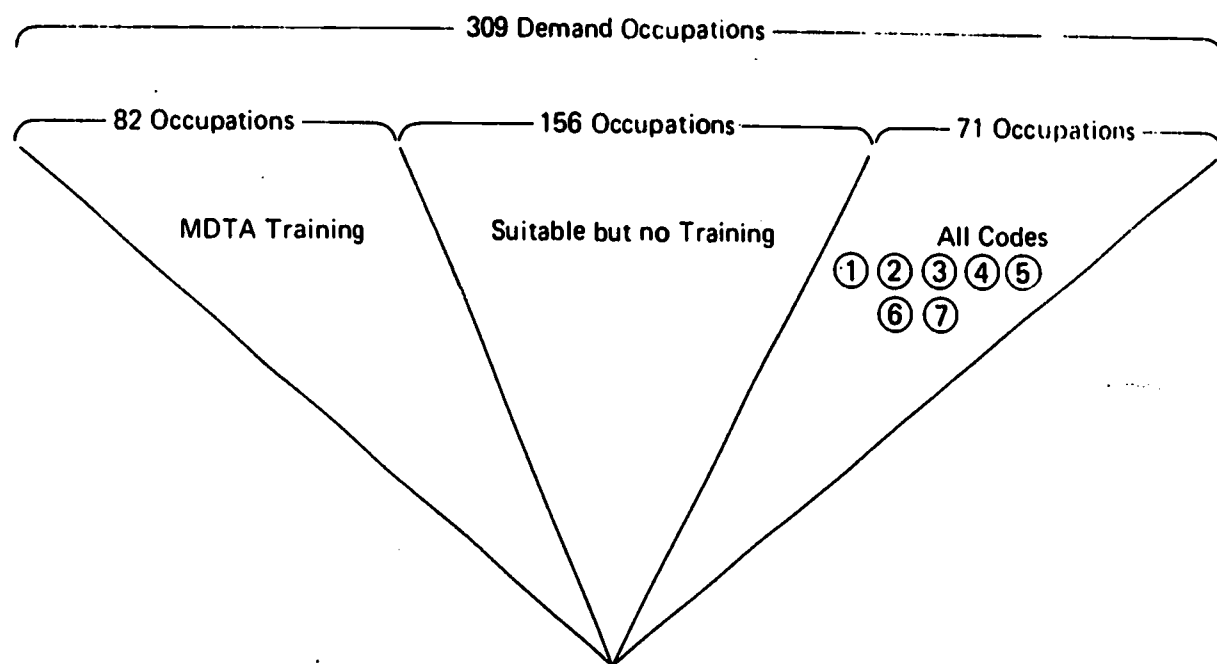 309 Demand Occupations
82 Occupations 156 Occupations 71 Occupations
MDTA Training Suitable but no Training All Codes
1 2 3 4 5
6 7